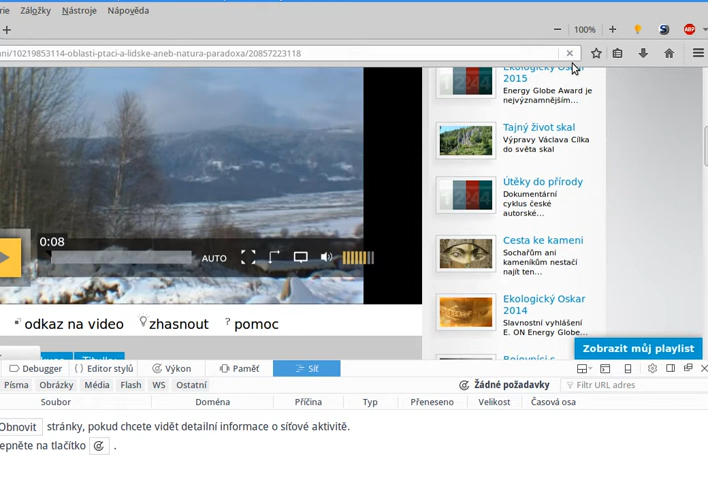 rie Záložky Nástroje Nápověda
+ − 100% + ABP
ni/10219853114-oblasti-ptaci-a-lidske-aneb-natura-paradoxa/20857223118
Ekologický Oskar
2015
Energy Globe Award je
nejvýznamnějším...
Tajný život skal
Výpravy Václava Cílka
do světa skal
Útěky do přírody
Dokumentární
cyklus české
autorské...
Cesta ke kameni
Sochařům ani
kameníkům nestačí
najít ten...
Ekologický Oskar
2014
Slavnostní vyhlášení
E. ON Energy Globe...
0:08
AUTO
odkaz na video zhasnout ? pomoc
Zobrazit můj playlist
Debugger Editor stylů Výkon Paměť Síť
Písma Obrázky Média Flash WS Ostatní Žádné požadavky Filtr URL adres
Soubor Doména Příčina Typ Přeneseno Velikost Časová osa
Obnovit stránky, pokud chcete vidět detailní informace o síťové aktivitě.
epněte na tlačítko .